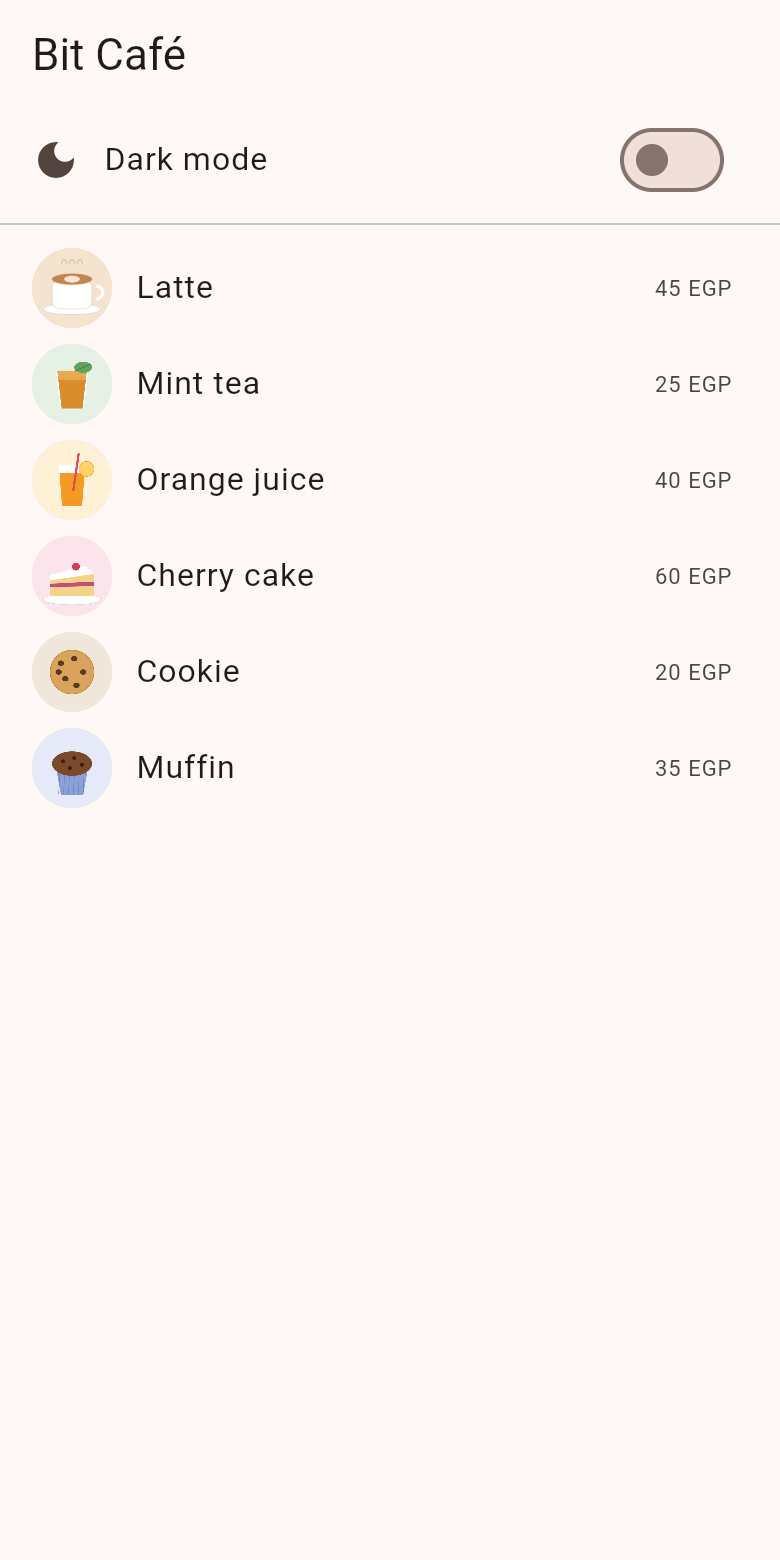 Bit Café
Dark mode
Latte 45 EGP
Mint tea 25 EGP
Orange juice 40 EGP
Cherry cake 60 EGP
Cookie 20 EGP
Muffin 35 EGP